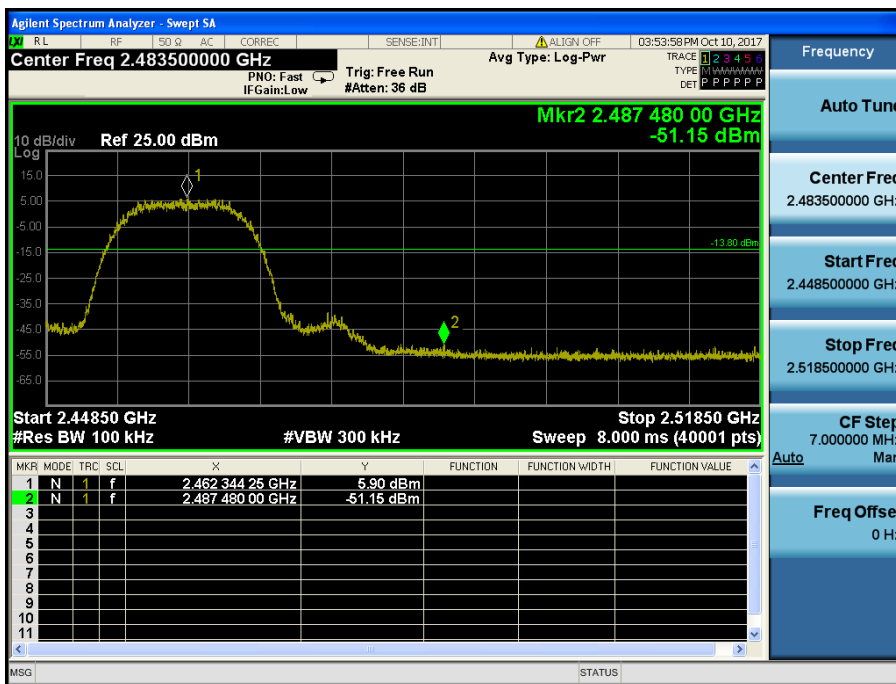 Agilent Spectrum Analyzer - Swept SA
LXI RL RF 50 Ω AC CORREC SENSE:INT ALIGN OFF 03:53:58 PM Oct 10, 2017
Center Freq 2.483500000 GHz
PNO: Fast
IFGain:Low
Trig: Free Run
#Atten: 36 dB
Avg Type: Log-Pwr
TRACE 1 2 3 4 5 6
TYPE M WWWWW
DET P P P P P P
Frequency
Auto Tune
Center Freq
2.483500000 GHz
Start Freq
2.448500000 GHz
Stop Freq
2.518500000 GHz
CF Step
7.000000 MHz
Auto Man
Freq Offset
0 Hz
Mkr2 2.487 480 00 GHz
-51.15 dBm
10 dB/div Ref 25.00 dBm
Log
15.0
5.00
-5.00
-15.0
-25.0
-35.0
-45.0
-55.0
-65.0
1
-13.80 dBm
2
Start 2.44850 GHz Stop 2.51850 GHz
#Res BW 100 kHz #VBW 300 kHz Sweep 8.000 ms (40001 pts)
MKR MODE TRC SCL X Y FUNCTION FUNCTION WIDTH FUNCTION VALUE
1 N 1 f 2.462 344 25 GHz 5.90 dBm
2 N 1 f 2.487 480 00 GHz -51.15 dBm
3
4
5
6
7
8
9
10
11
MSG STATUS